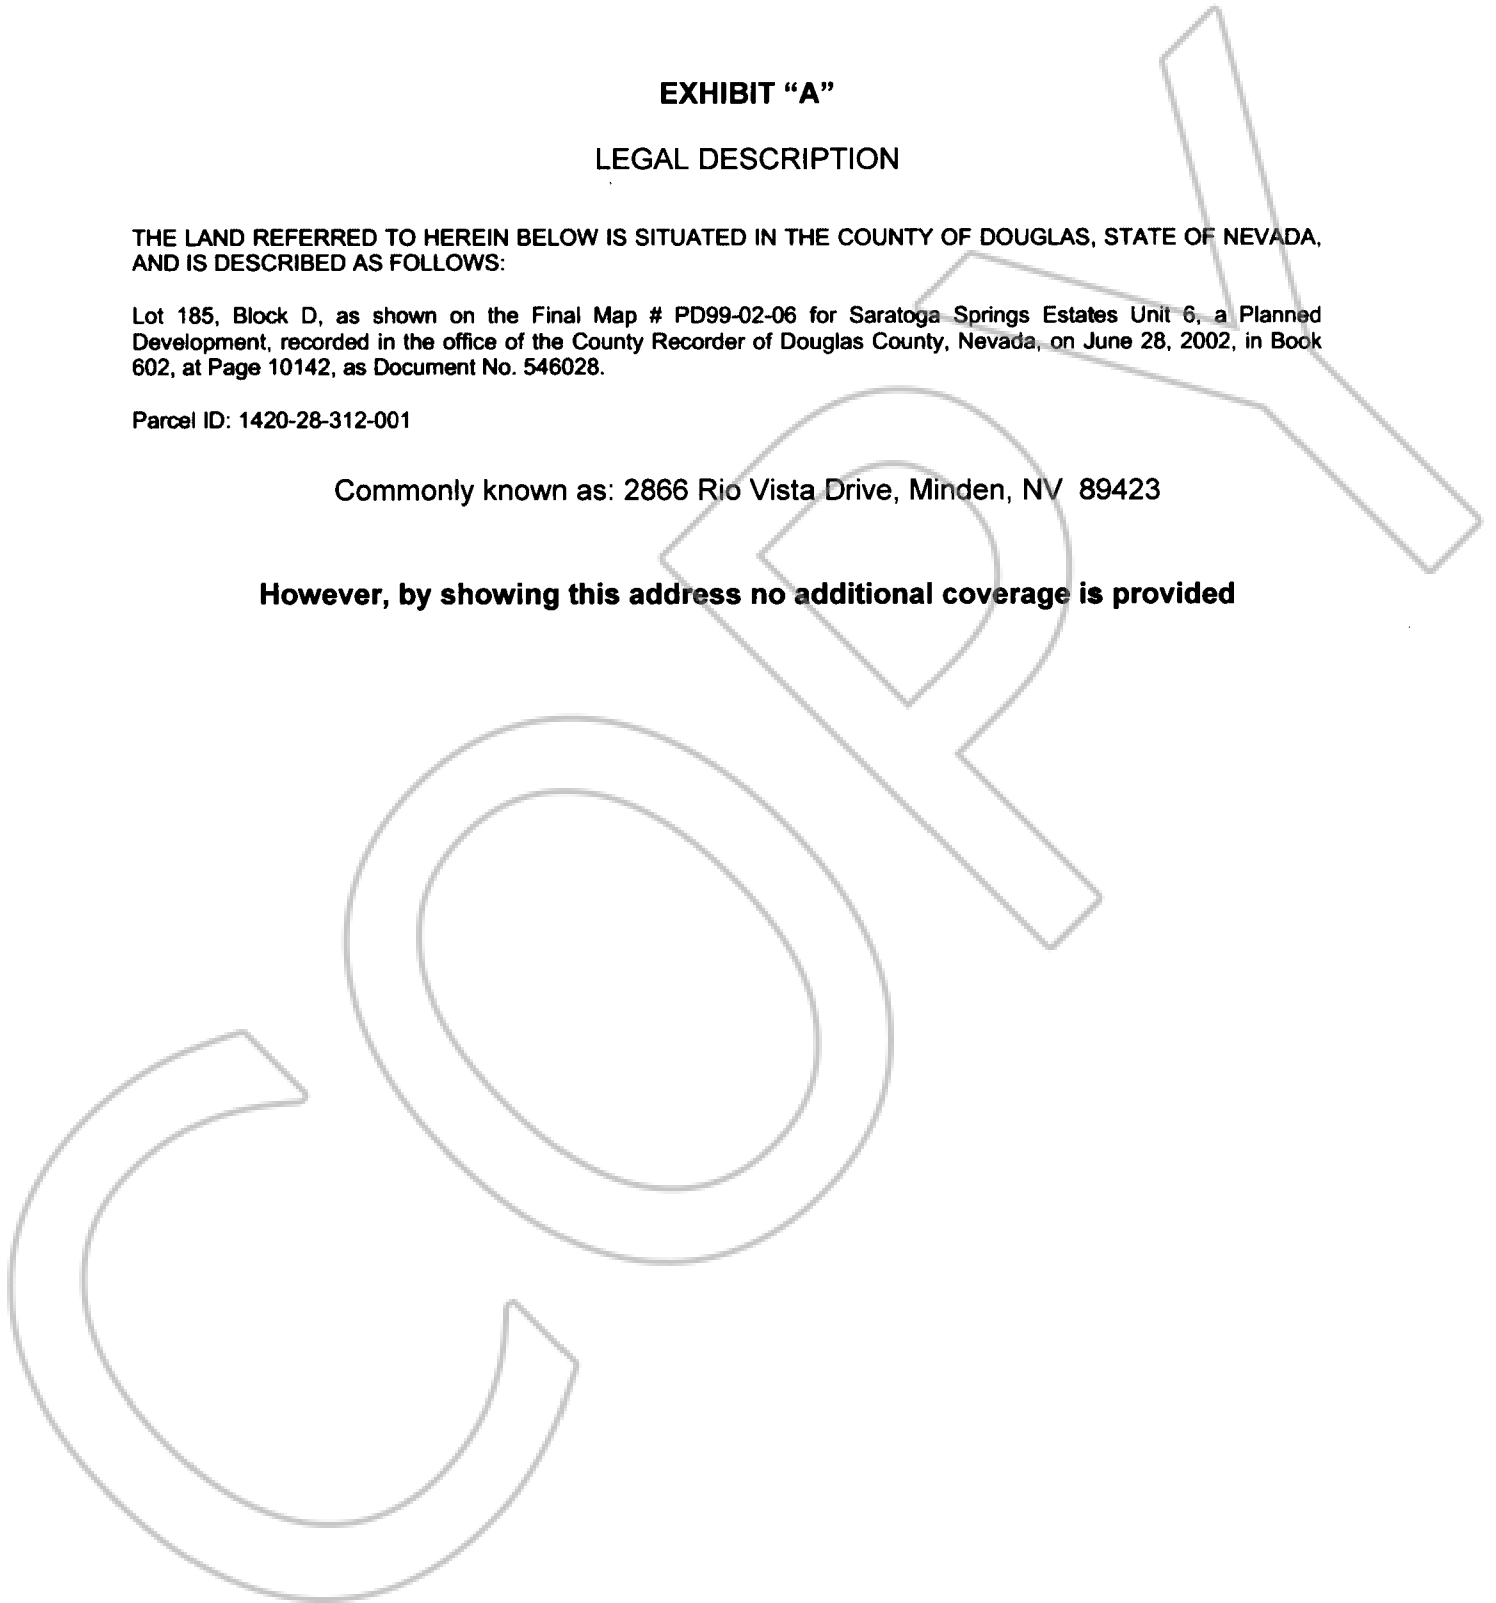 EXHIBIT “A”
LEGAL DESCRIPTION
THE LAND REFERRED TO HEREIN BELOW IS SITUATED IN THE COUNTY OF DOUGLAS, STATE OF NEVADA,
AND IS DESCRIBED AS FOLLOWS:
Lot 185, Block D, as shown on the Final Map # PD99-02-06 for Saratoga Springs Estates Unit 6, a Planned
Development, recorded in the office of the County Recorder of Douglas County, Nevada, on June 28, 2002, in Book
602, at Page 10142, as Document No. 546028.
Parcel ID: 1420-28-312-001
Commonly known as: 2866 Rio Vista Drive, Minden, NV 89423
However, by showing this address no additional coverage is provided
COPY